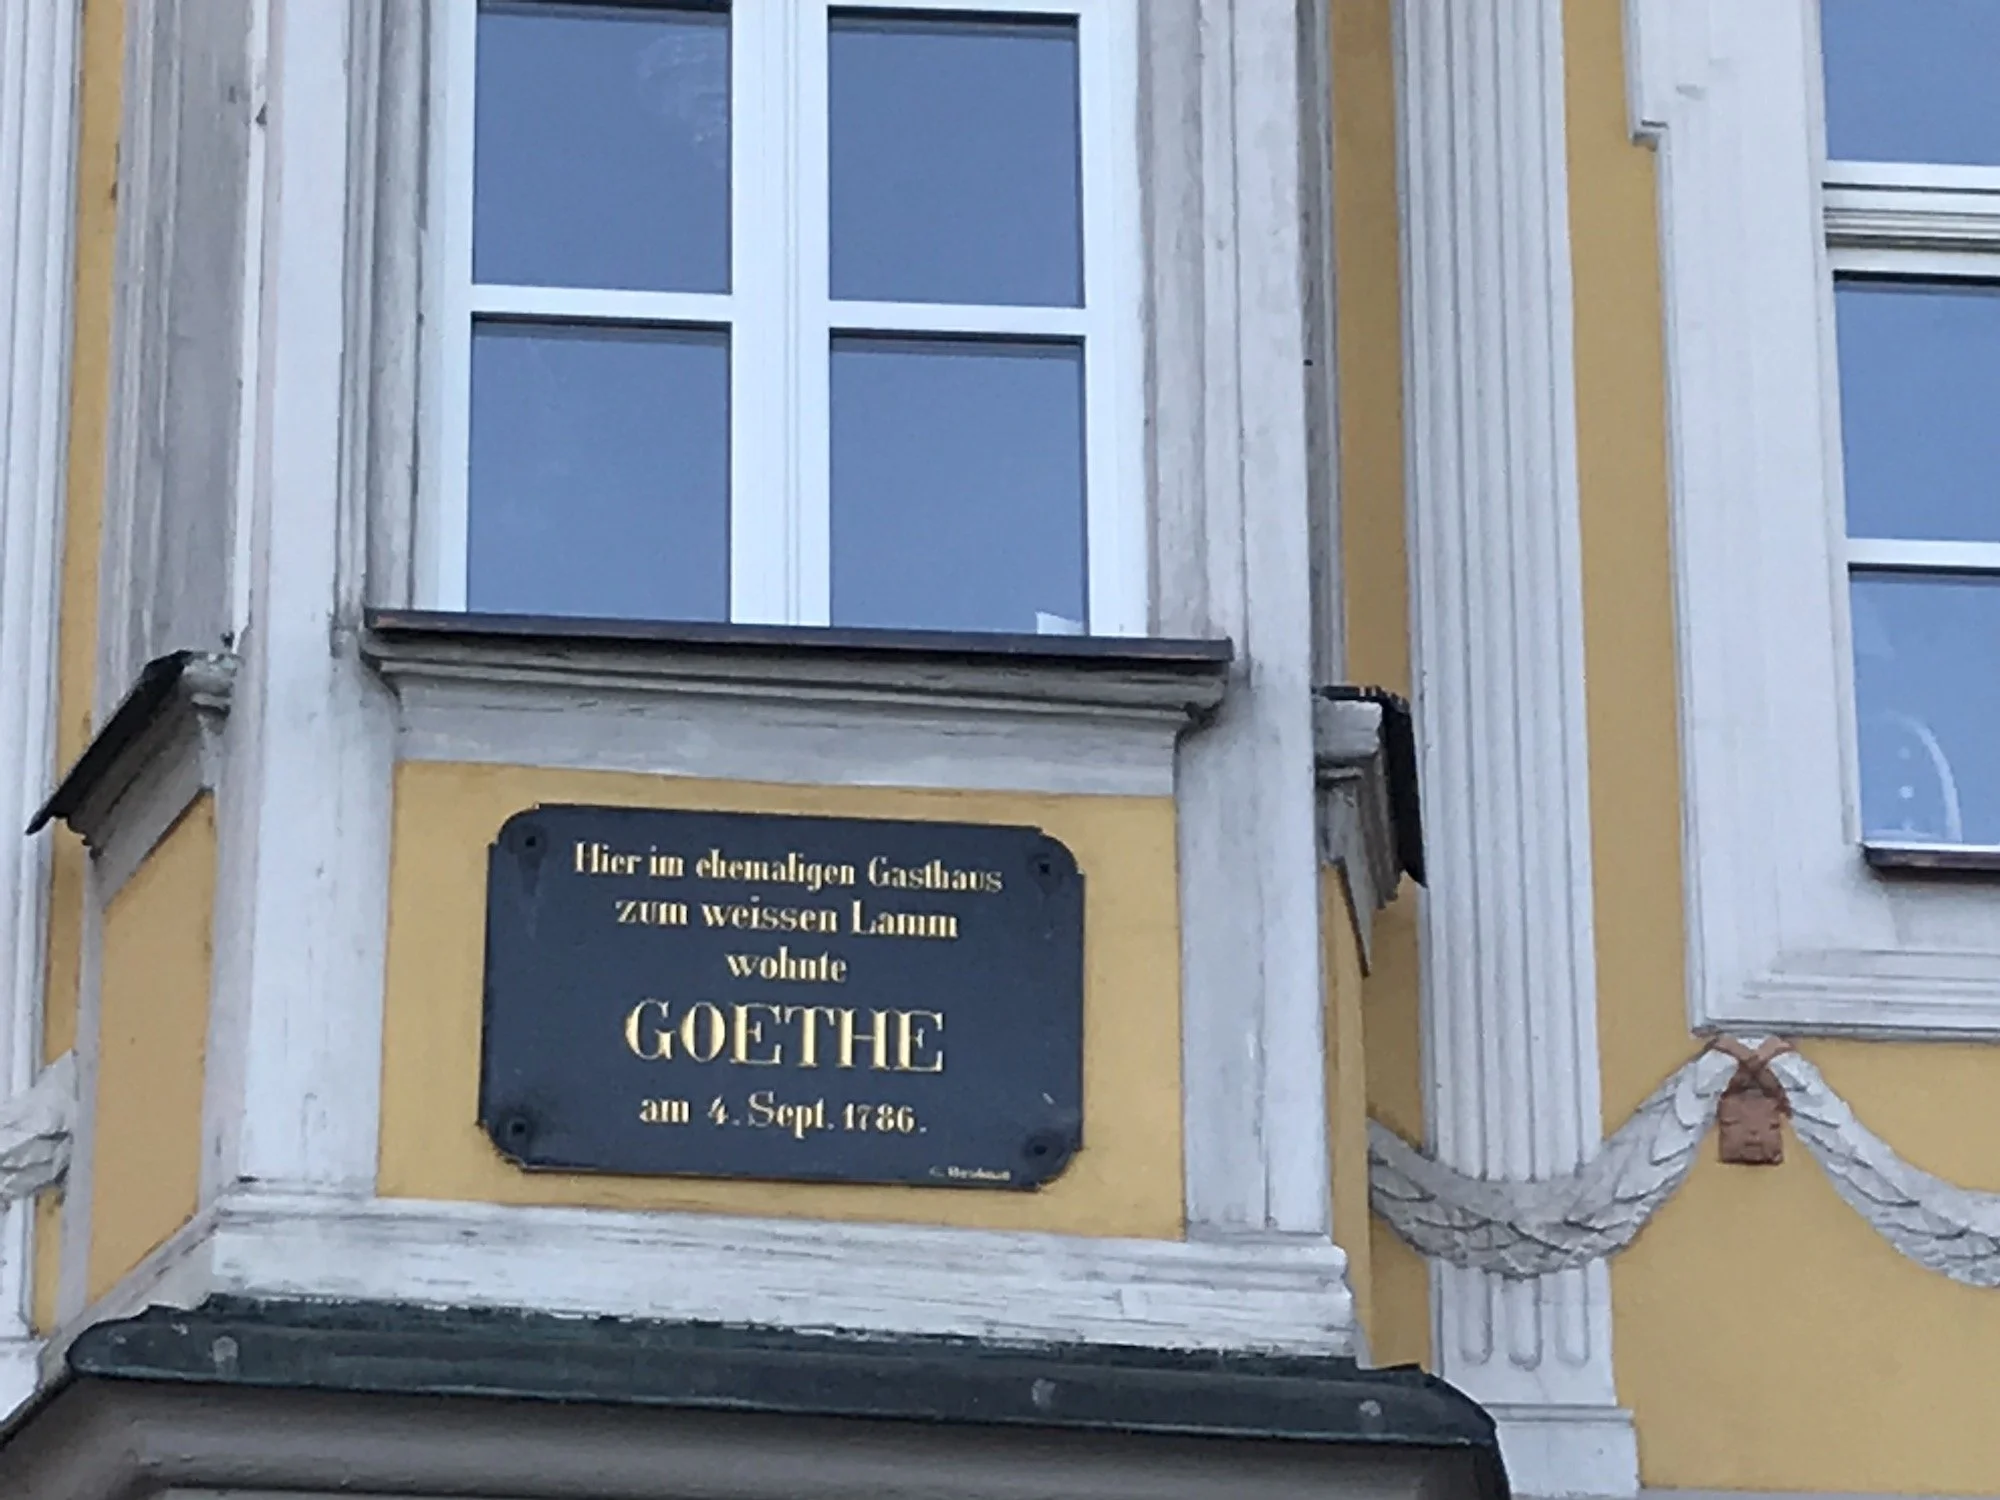 Hier im ehemaligen Gasthaus
zum weissen Lamm
wohnte
GOETHE
am 4. Sept. 1786.